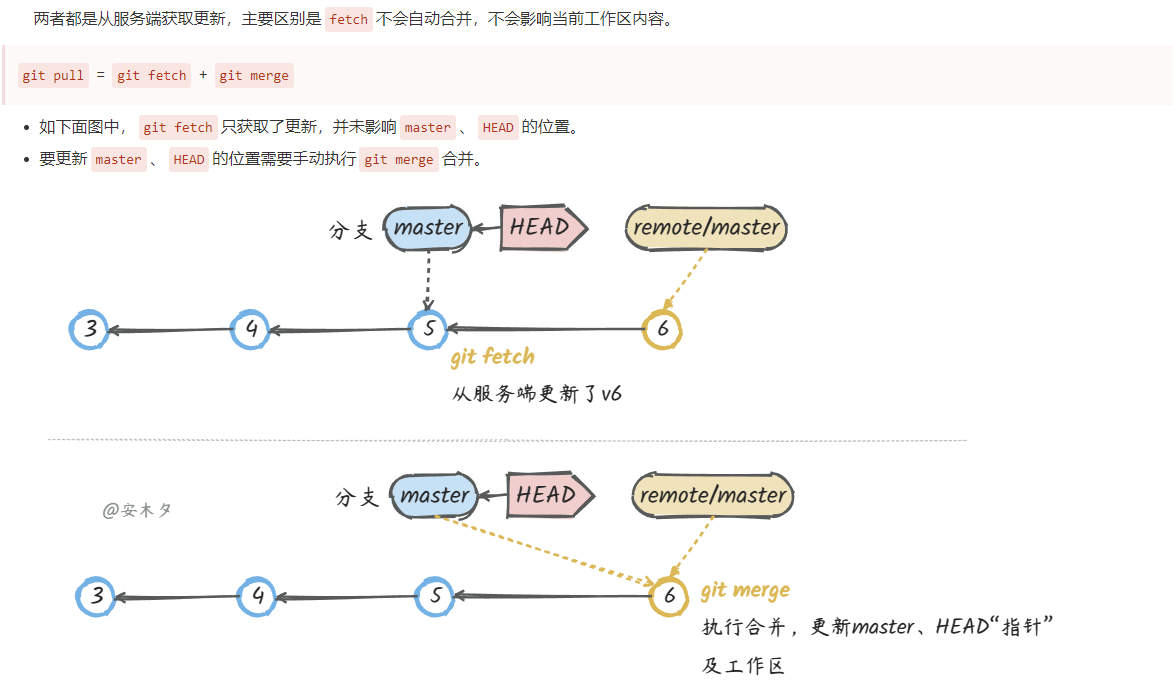 两者都是从服务端获取更新，主要区别是 fetch 不会自动合并，不会影响当前工作区内容。
git pull = git fetch + git merge
如下面图中， git fetch 只获取了更新，并未影响 master 、 HEAD 的位置。
要更新 master 、 HEAD 的位置需要手动执行 git merge 合并。
分支 master HEAD remote/master
3 4 5 6
git fetch
从服务端更新了v6
分支 master HEAD remote/master
@安木夕
3 4 5 6 git merge
执行合并，更新master、HEAD“指针”
及工作区